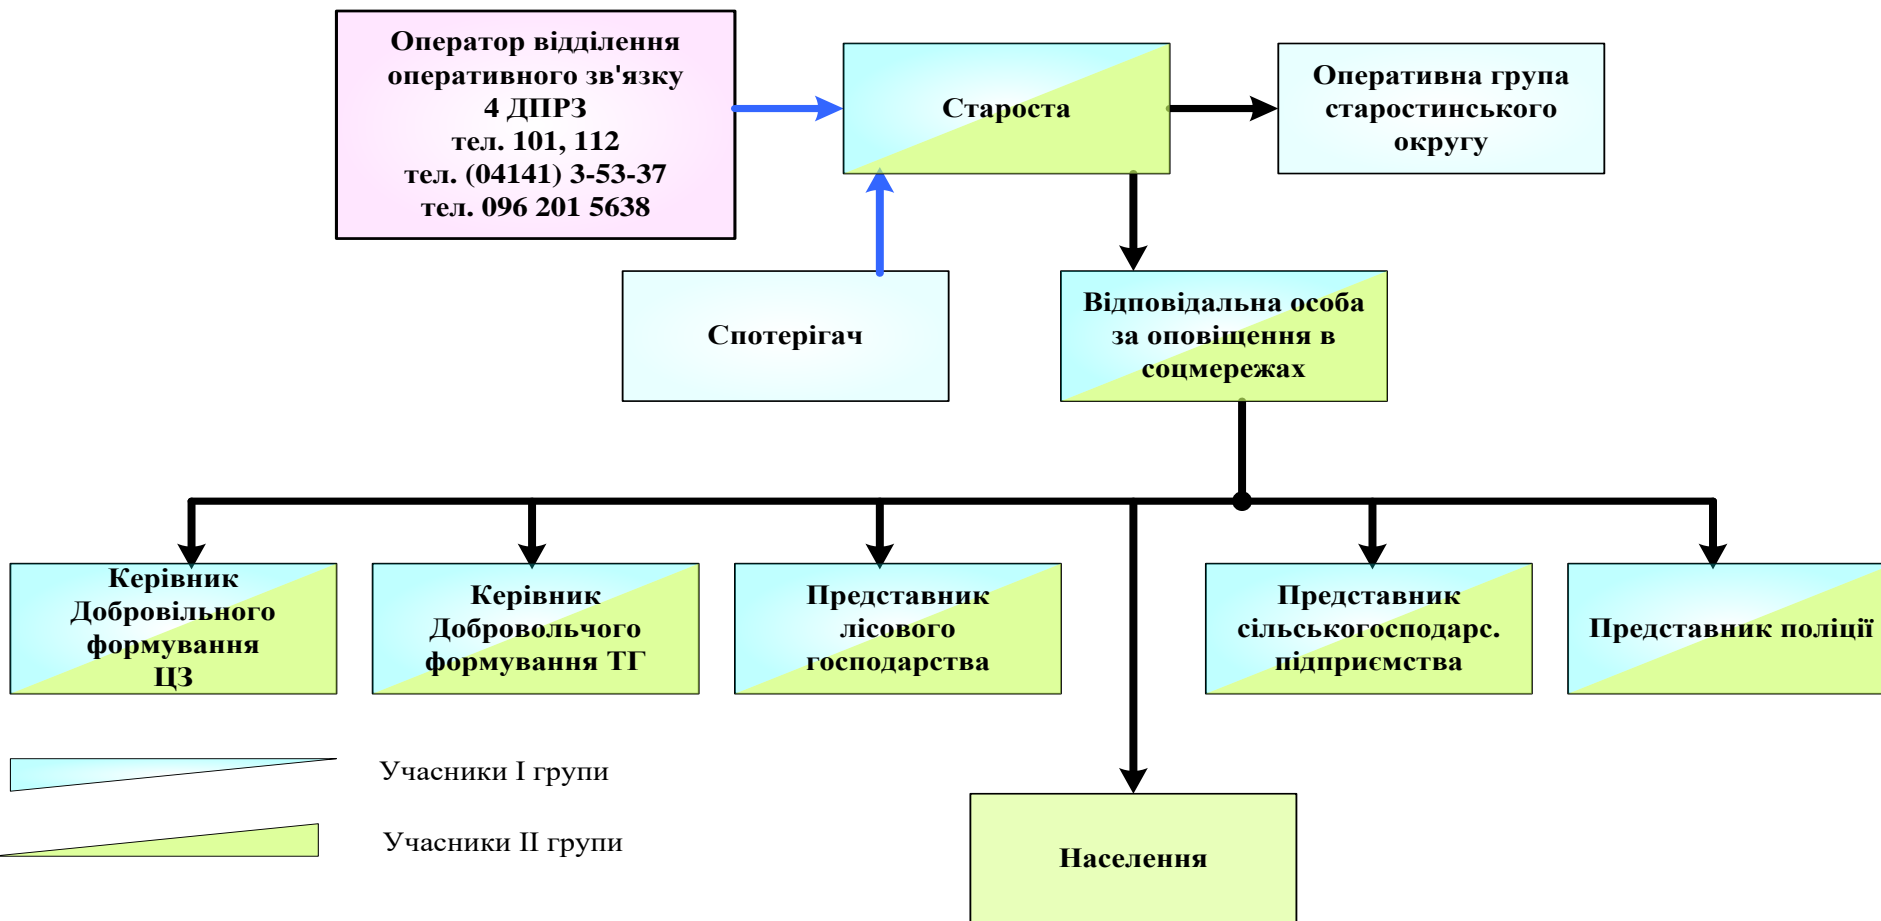 Оператор відділення
оперативного зв'язку
4 ДПРЗ
тел. 101, 112
тел. (04141) 3-53-37
тел. 096 201 5638
Староста
Оперативна група
старостинського
округу
Спотерігач
Відповідальна особа
за оповіщення в
соцмережах
Керівник
Добровільного
формування
ЦЗ
Керівник
Добровольчого
формування ТГ
Представник
лісового
господарства
Представник
сільськогосподарс.
підприємства
Представник поліції
Учасники І групи
Учасники ІІ групи
Населення